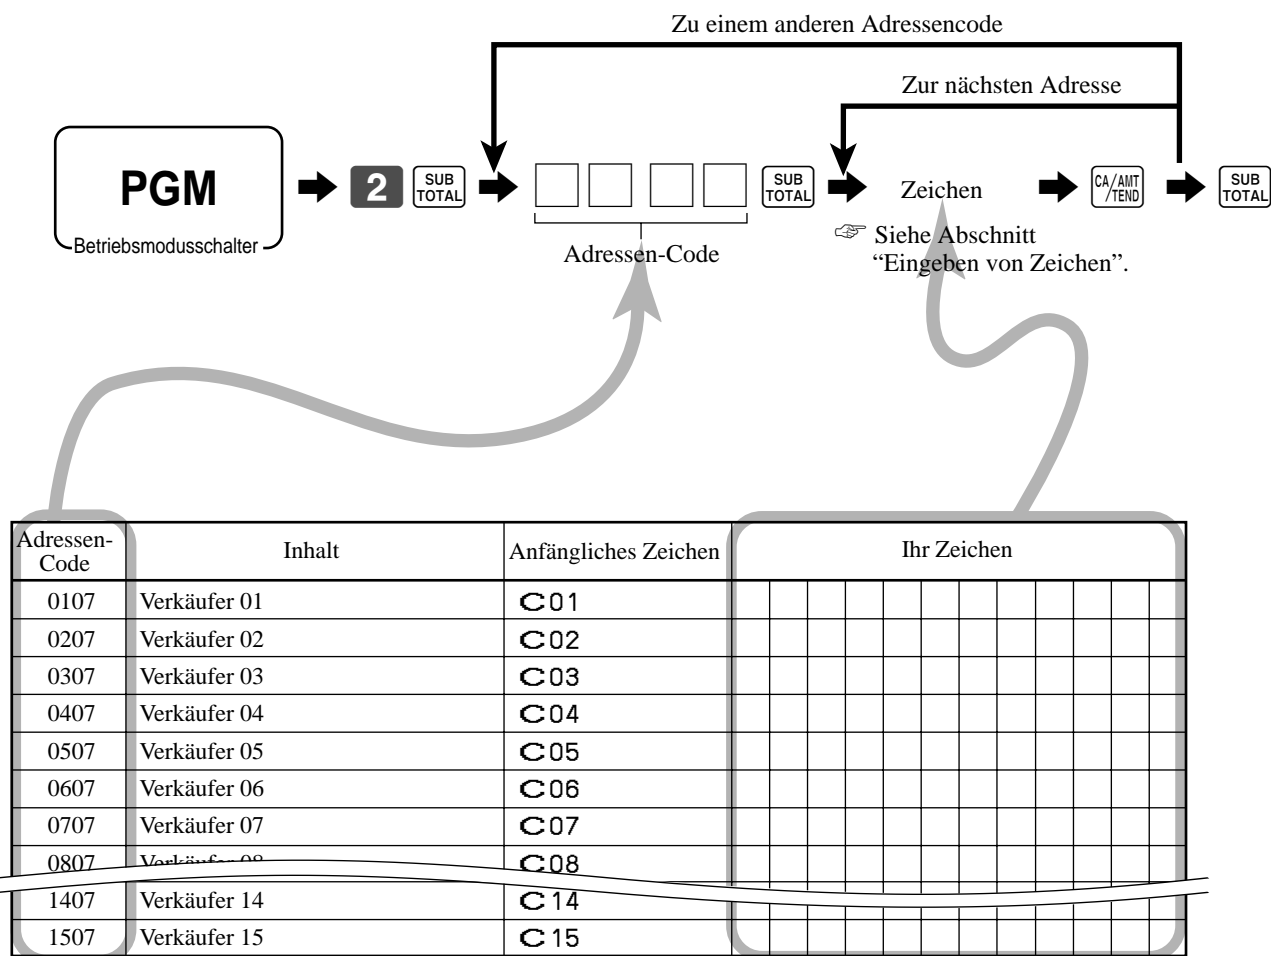 Zu einem anderen Adressencode
Zur nächsten Adresse
PGM
Betriebsmodusschalter
2
SUB
TOTAL
SUB
TOTAL
Zeichen
CA/AMT
/TEND
SUB
TOTAL
Adressen-Code
☞ Siehe Abschnitt
“Eingeben von Zeichen”.
Adressen-
Code
Inhalt
Anfängliches Zeichen
Ihr Zeichen
0107 Verkäufer 01 C01
0207 Verkäufer 02 C02
0307 Verkäufer 03 C03
0407 Verkäufer 04 C04
0507 Verkäufer 05 C05
0607 Verkäufer 06 C06
0707 Verkäufer 07 C07
0807 Verkäufer 08 C08
1407 Verkäufer 14 C14
1507 Verkäufer 15 C15